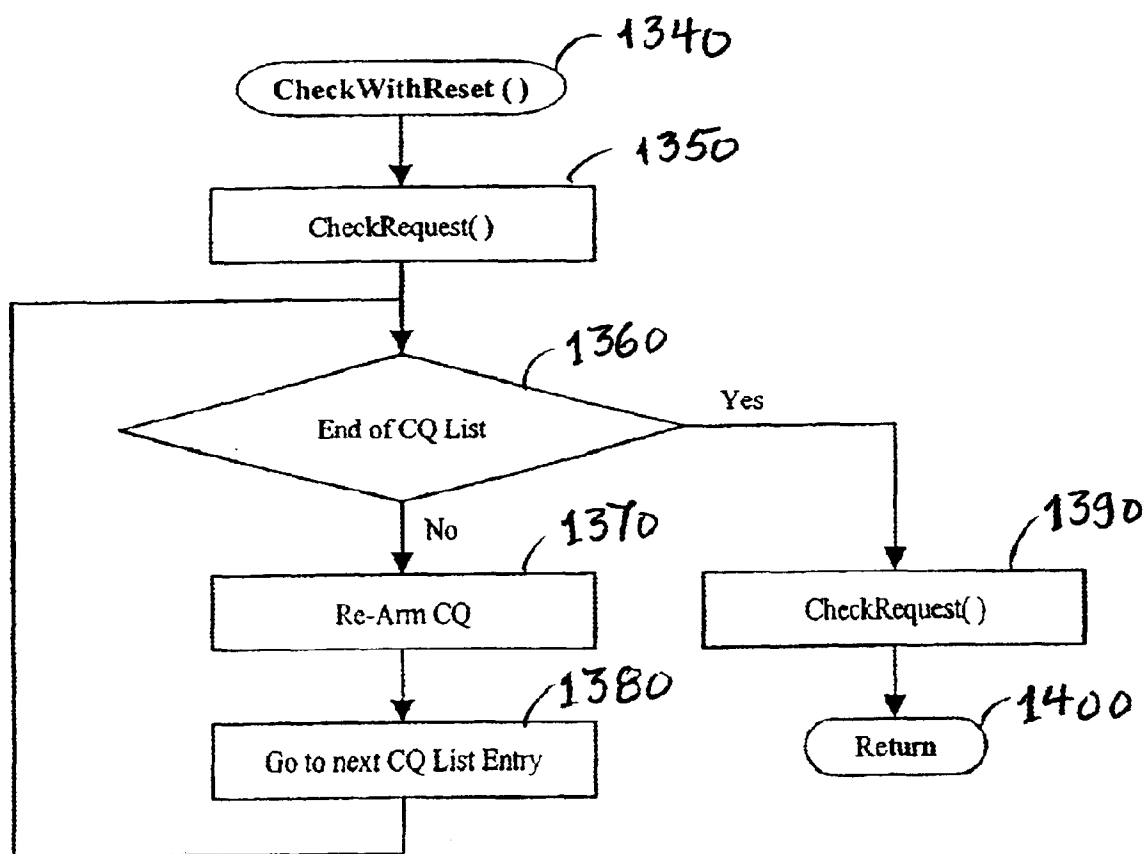 1340
CheckWithReset ( )
1350
CheckRequest( )
1360
End of CQ List
Yes
No
1370
1390
Re-Arm CQ
CheckRequest( )
1380
1400
Go to next CQ List Entry
Return